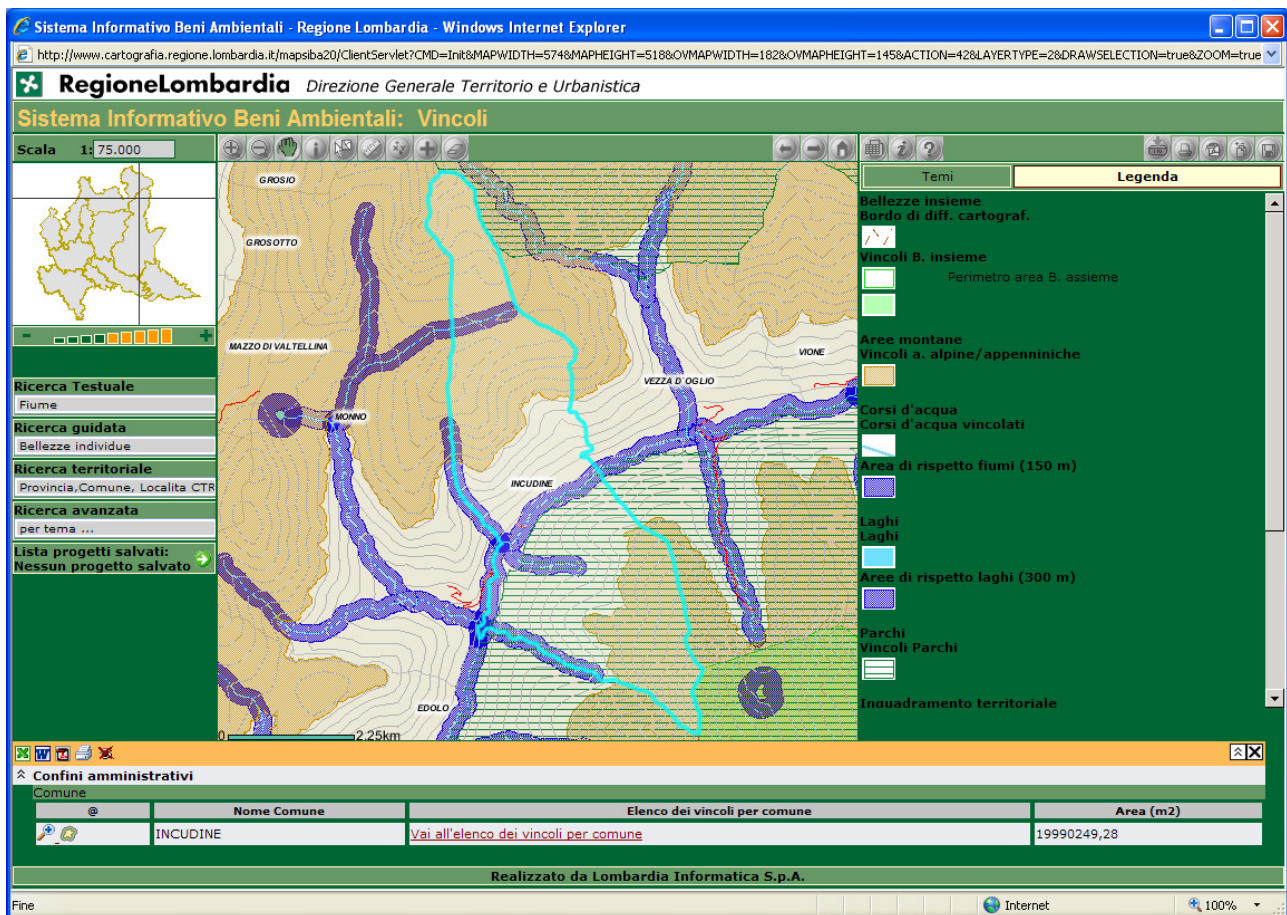 Sistema Informativo Beni Ambientali - Regione Lombardia - Windows Internet Explorer
http://www.cartografia.regione.lombardia.it/mapsiba20/ClientServlet?CMD=Init&MAPWIDTH=574&MAPHEIGHT=518&OVMAPWIDTH=182&OVMAPHEIGHT=145&ACTION=42&LAYERTYPE=2&DRAWSELECTION=true&ZOOM=true
RegioneLombardia Direzione Generale Territorio e Urbanistica
Sistema Informativo Beni Ambientali: Vincoli
Scala 1: 75.000
Ricerca Testuale
Fiume
Ricerca guidata
Bellezze individue
Ricerca territoriale
Provincia,Comune, Localita CTR
Ricerca avanzata
per tema ...
Lista progetti salvati:
Nessun progetto salvato
GROSIO
GROSOTTO
MAZZO DI VALTELLINA
VIONE
VEZZA D'OGLIO
MONNO
INCUDINE
EDOLO
0 2.25km
Temi Legenda
Bellezze insieme
Bordo di diff. cartograf.
Vincoli B. insieme
Perimetro area B. assieme
Aree montane
Vincoli a. alpine/appenniniche
Corsi d'acqua
Corsi d'acqua vincolati
Area di rispetto fiumi (150 m)
Laghi
Laghi
Aree di rispetto laghi (300 m)
Parchi
Vincoli Parchi
Inquadramento territoriale
Confini amministrativi
Comune
@ Nome Comune Elenco dei vincoli per comune Area (m2)
INCUDINE Vai all'elenco dei vincoli per comune 19990249,28
Realizzato da Lombardia Informatica S.p.A.
Fine Internet 100%